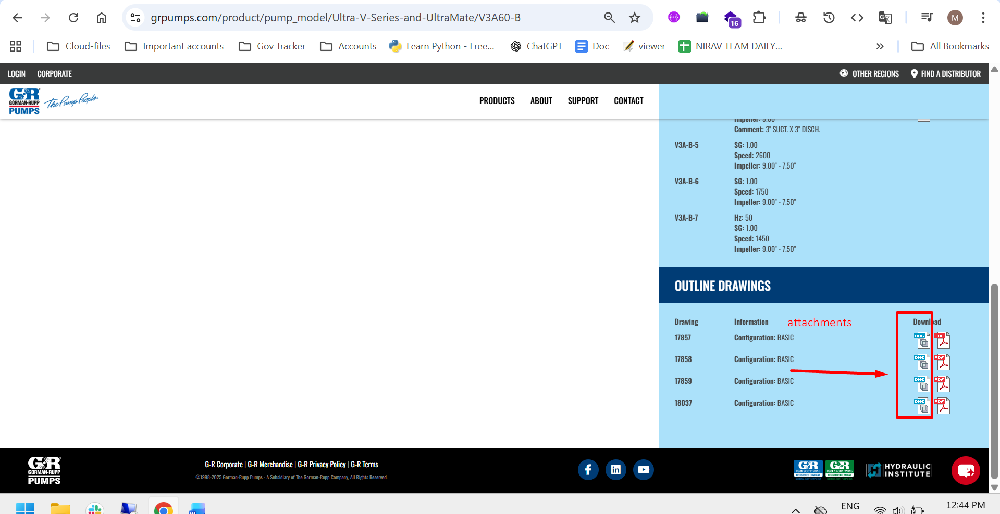 grpumps.com/product/pump_model/Ultra-V-Series-and-UltraMate/V3A60-B
16
M
Cloud-files
Important accounts
Gov Tracker
Accounts
Learn Python - Free...
ChatGPT
Doc
viewer
NIRAV TEAM DAILY...
»
All Bookmarks
LOGIN
CORPORATE
OTHER REGIONS
FIND A DISTRIBUTOR
G-R
GORMAN-RUPP
PUMPS
The Pump People.
PRODUCTS
ABOUT
SUPPORT
CONTACT
Impeller: 9.00"
Comment: 3" SUCT. X 3" DISCH.
V3A-B-5
SG: 1.00
Speed: 2600
Impeller: 9.00" - 7.50"
V3A-B-6
SG: 1.00
Speed: 1750
Impeller: 9.00" - 7.50"
V3A-B-7
Hz: 50
SG: 1.00
Speed: 1450
Impeller: 9.00" - 7.50"
OUTLINE DRAWINGS
Drawing
Information
attachments
Download
17857
Configuration: BASIC
DWG
PDF
17858
Configuration: BASIC
DWG
PDF
17859
Configuration: BASIC
DWG
PDF
18037
Configuration: BASIC
DWG
PDF
G-R
GORMAN-RUPP
PUMPS
G-R Corporate | G-R Merchandise | G-R Privacy Policy | G-R Terms
©1998-2025 Gorman-Rupp Pumps - A Subsidiary of The Gorman-Rupp Company, All Rights Reserved.
G-R
ISO 9001:2015
REGISTERED COMPANY
G-R
ISO 14001:2015
REGISTERED COMPANY
HYDRAULIC
INSTITUTE
ENG
12:44 PM